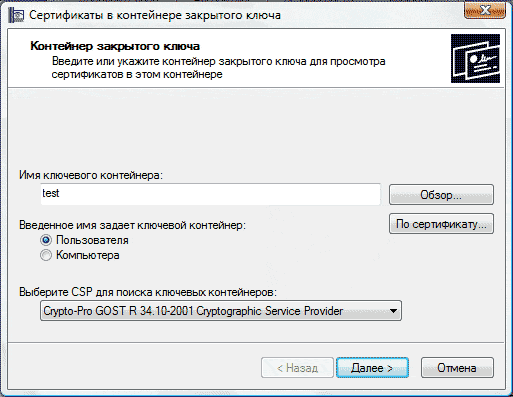 Сертификаты в контейнере закрытого ключа
Контейнер закрытого ключа
Введите или укажите контейнер закрытого ключа для просмотра
сертификатов в этом контейнере
Имя ключевого контейнера:
test
Обзор...
Введенное имя задает ключевой контейнер:
По сертификату...
Пользователя
Компьютера
Выберите CSP для поиска ключевых контейнеров:
Crypto-Pro GOST R 34.10-2001 Cryptographic Service Provider
< Назад
Далее >
Отмена